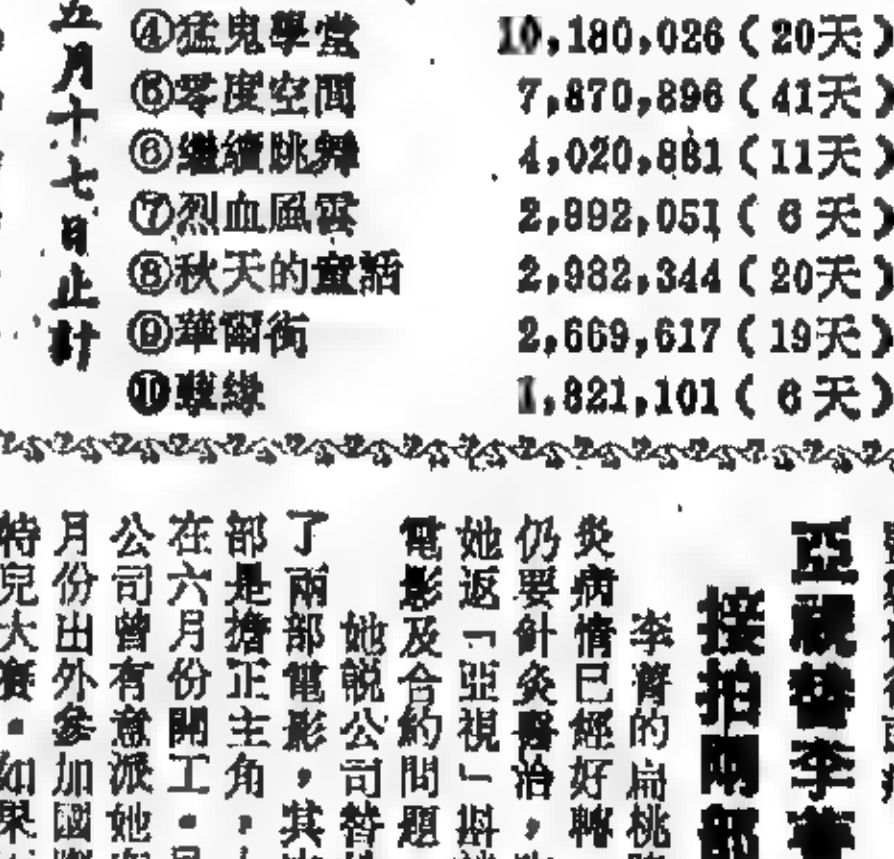 五月十七日止計
④猛鬼學堂 10,180,026(20天)
⑤零度空間 7,870,896(41天)
⑥繼續跳舞 4,020,881(11天)
⑦烈血風雲 2,992,051(6天)
⑧秋天的童話 2,982,344(20天)
⑨華爾街 2,669,617(19天)
⑩孽緣 1,821,101(6天)
亞視替李
接拍兩部
李 的扁桃
炎病情已經好轉
仍要針灸醫治,
她返「亞視」斟
電影及合約問題
她說公司替
了兩部電影,其
部是擔正主角,
在六月份開工。
公司曾有意派她
月份出外參加國
特兒大賽。如果